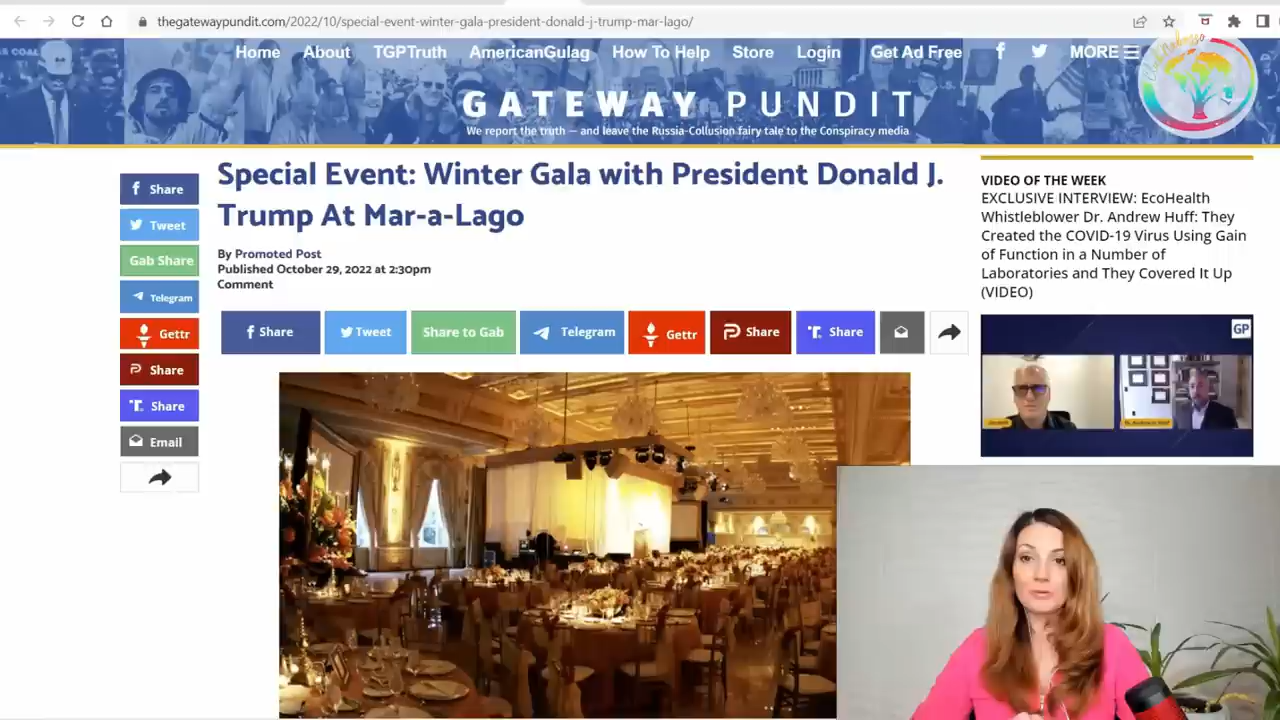 thegatewaypundit.com/2022/10/special-event-winter-gala-president-donald-j-trump-mar-lago/
Home About TGPTruth AmericanGulag How To Help Store Login Get Ad Free MORE
GATEWAY PUNDIT
We report the truth — and leave the Russia-Collusion fairy tale to the Conspiracy media
Special Event: Winter Gala with President Donald J.
Trump At Mar-a-Lago
By Promoted Post
Published October 29, 2022 at 2:30pm
Comment
Share
Tweet
Gab Share
Telegram
Gettr
Share
Share
Email
Share Tweet Share to Gab Telegram Gettr Share Share
VIDEO OF THE WEEK
EXCLUSIVE INTERVIEW: EcoHealth
Whistleblower Dr. Andrew Huff: They
Created the COVID-19 Virus Using Gain
of Function in a Number of
Laboratories and They Covered It Up
(VIDEO)
GP